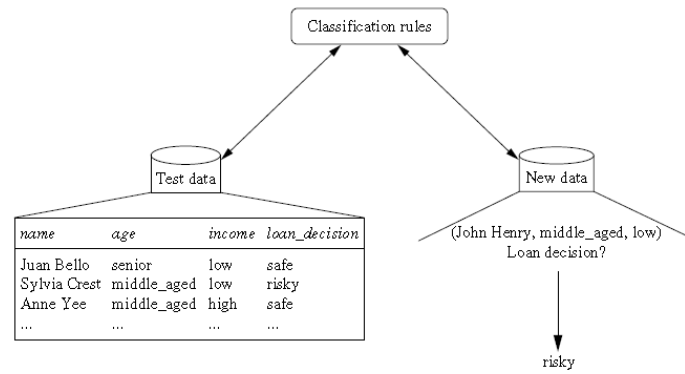 Classification rules
Test data
New data
name age income loan_decision
Juan Bello senior low safe
Sylvia Crest middle_aged low risky
Anne Yee middle_aged high safe
... ... ... ...
(John Henry, middle_aged, low)
Loan decision?
risky